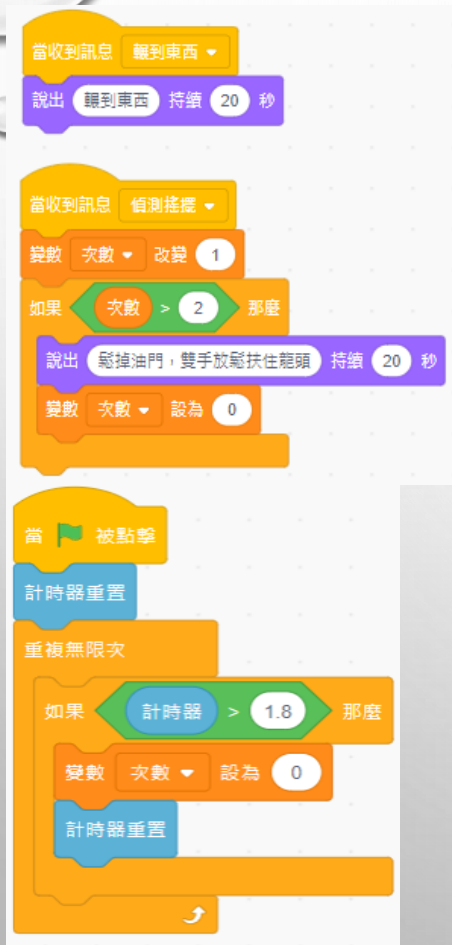 當收到訊息 輾到東西
說出 輾到東西 持續 20 秒
當收到訊息 偵測搖擺
變數 次數 改變 1
如果 次數 > 2 那麼
說出 鬆掉油門，雙手放鬆扶住龍頭 持續 20 秒
變數 次數 設為 0
當 被點擊
計時器重置
重複無限次
如果 計時器 > 1.8 那麼
變數 次數 設為 0
計時器重置